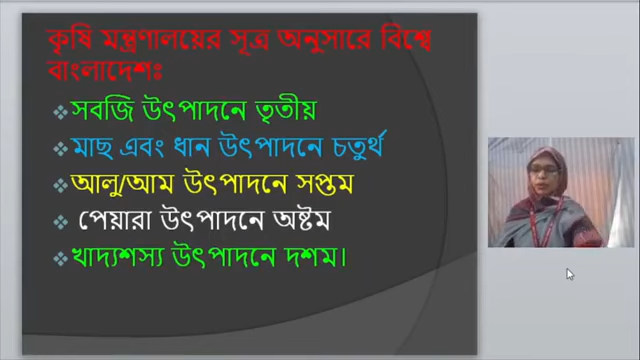 কৃষি মন্ত্রণালয়ের সূত্র অনুসারে বিশ্বে
বাংলাদেশঃ
সবজি উৎপাদনে তৃতীয়
মাছ এবং ধান উৎপাদনে চতুর্থ
আলু/আম উৎপাদনে সপ্তম
পেয়ারা উৎপাদনে অষ্টম
খাদ্যশস্য উৎপাদনে দশম।